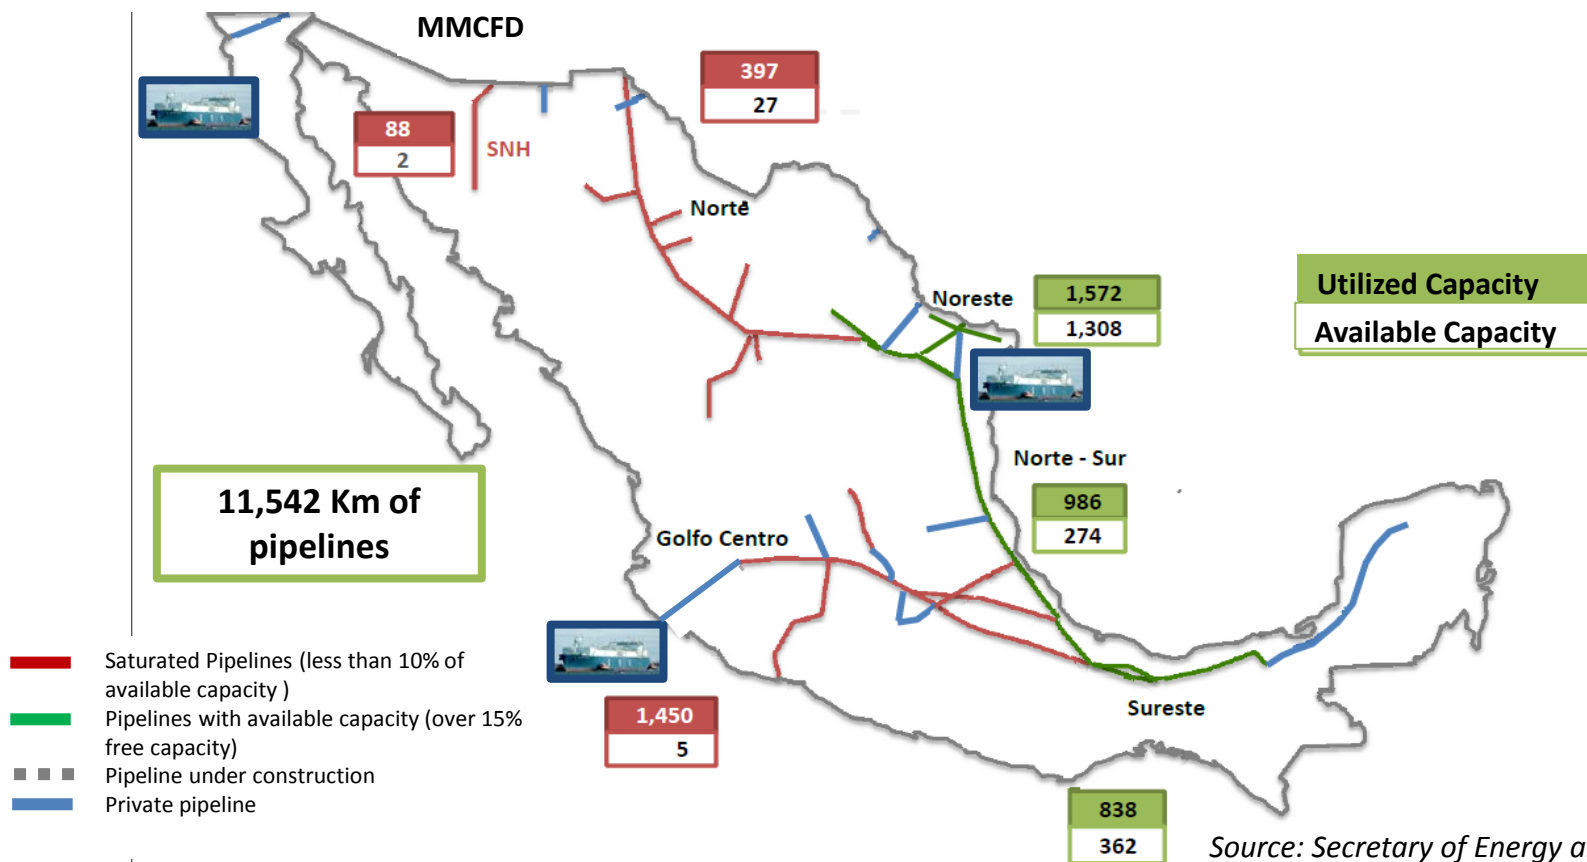 MMCFD
397
27
88
2
SNH
Norte
Noreste
1,572
1,308
Utilized Capacity
Available Capacity
Norte - Sur
986
274
11,542 Km of
pipelines
Golfo Centro
Saturated Pipelines (less than 10% of
available capacity )
Pipelines with available capacity (over 15%
free capacity)
Pipeline under construction
Private pipeline
1,450
5
Sureste
838
362
Source: Secretary of Energy a